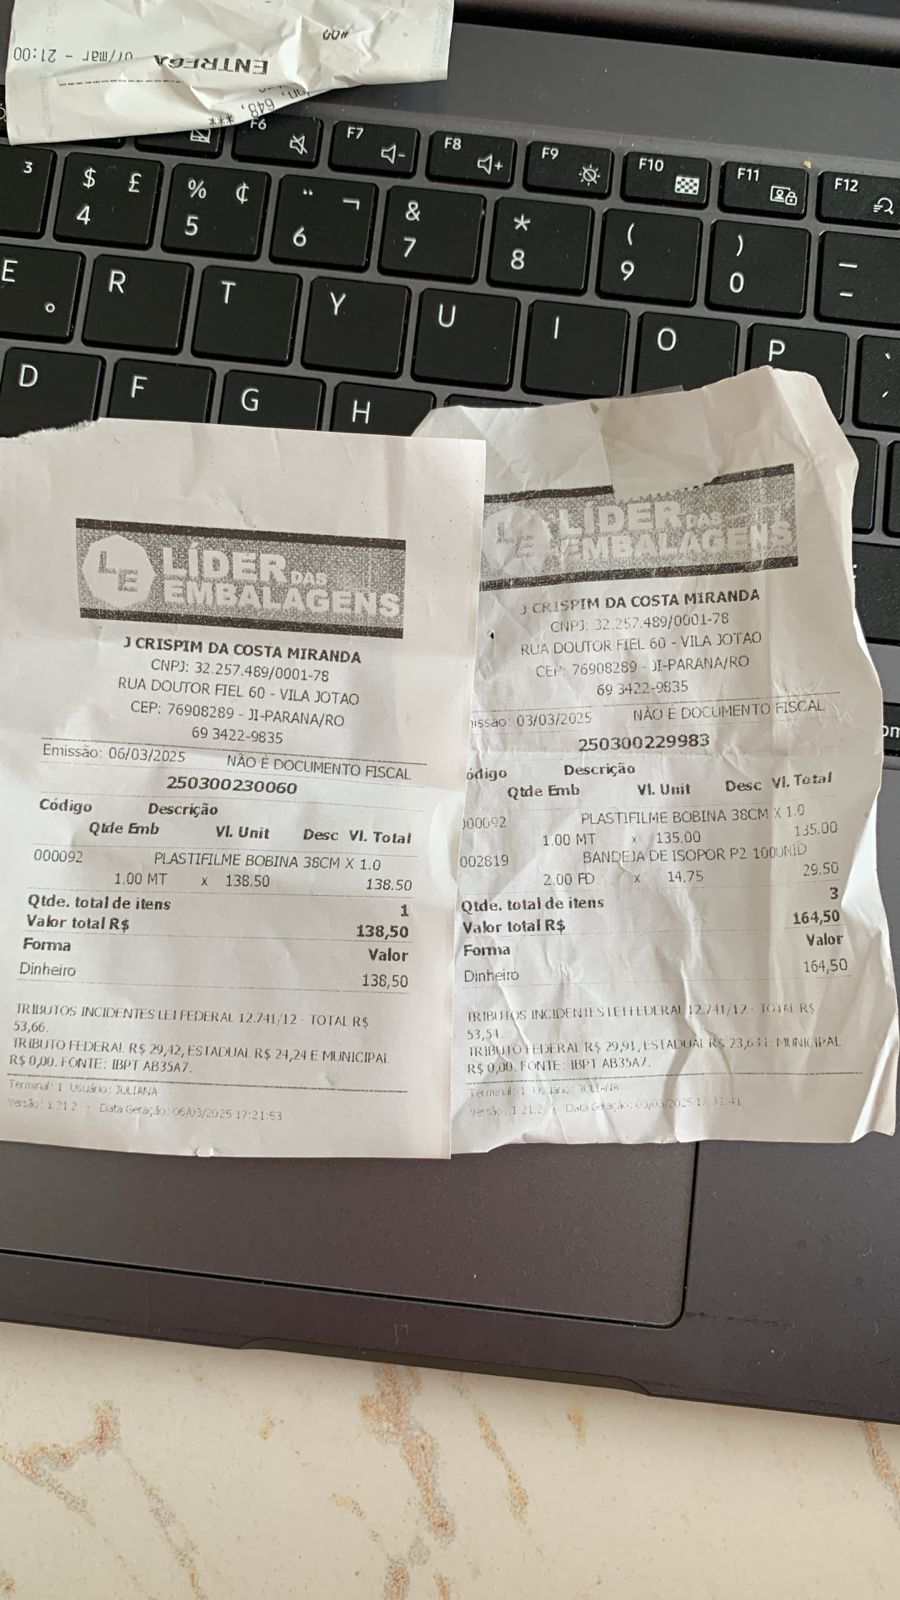 #00
07/mar - 21:00
ENTREGA
648, ***
F6
F7
F8
F9
F10
F11
F12
3
$ £
4
% ¢
5
¨ ¬
6
&
7
*
8
(
9
)
0
_
-
E
°
R
T
Y
U
I
O
P
D
F
G
H
LE LÍDER DAS
EMBALAGENS
J CRISPIM DA COSTA MIRANDA
CNPJ: 32.257.489/0001-78
RUA DOUTOR FIEL 60 - VILA JOTAO
CEP: 76908289 - JI-PARANA/RO
69 3422-9835
Emissão: 06/03/2025 NÃO É DOCUMENTO FISCAL
250300230060
Código Descrição
Qtde Emb Vl. Unit Desc Vl. Total
000092 PLASTIFILME BOBINA 38CM X 1.0
1.00 MT x 138.50 138.50
Qtde. total de itens 1
Valor total R$ 138,50
Forma Valor
Dinheiro 138,50
TRIBUTOS INCIDENTES LEI FEDERAL 12.741/12 - TOTAL R$
53,66.
TRIBUTO FEDERAL R$ 29,42, ESTADUAL R$ 24,24 E MUNICIPAL
R$ 0,00. FONTE: IBPT AB35A7.
Terminal: 1 Usuário: JULIANA
Versão: 1.21.2 - Data Geração: 06/03/2025 17:21:53
LE LÍDER DAS
EMBALAGENS
J CRISPIM DA COSTA MIRANDA
CNPJ: 32.257.489/0001-78
RUA DOUTOR FIEL 60 - VILA JOTAO
CEP: 76908289 - JI-PARANA/RO
69 3422-9835
issão: 03/03/2025 NÃO É DOCUMENTO FISCAL
250300229983
ódigo Descrição
Qtde Emb Vl. Unit Desc Vl. Total
000092 PLASTIFILME BOBINA 38CM X 1.0
1.00 MT x 135.00 135.00
002819 BANDEJA DE ISOPOR P2 100UNID
2.00 FD x 14.75 29.50
Qtde. total de itens 3
Valor total R$ 164,50
Forma Valor
Dinheiro 164,50
TRIBUTOS INCIDENTES LEI FEDERAL 12.741/12 - TOTAL R$
53,54.
TRIBUTO FEDERAL R$ 29,91, ESTADUAL R$ 23,63 E MUNICIPAL
R$ 0,00. FONTE: IBPT AB35A7.
Terminal: 1 Usuário: JULIANA
Versão: 1.21.2 - Data Geração: 03/03/2025 17:31:41